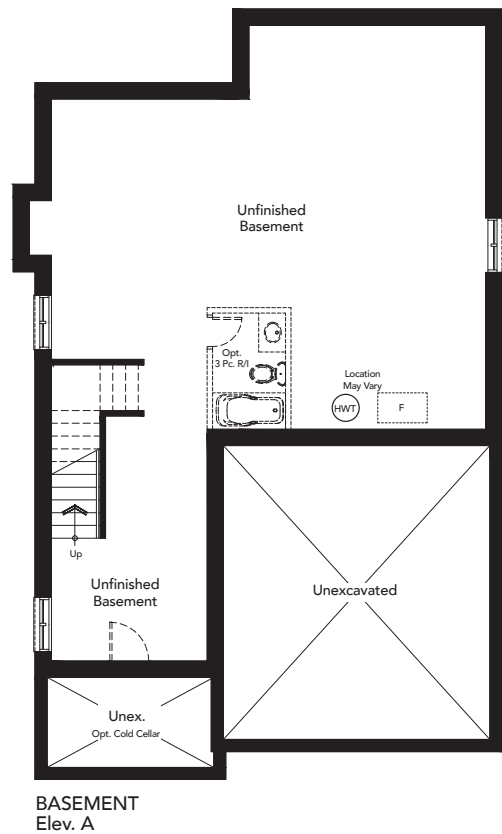 Unfinished
Basement
Opt.
3 Pc. R/I
Location
May Vary
HWT
F
Up
Unfinished
Basement
Unexcavated
Unex.
Opt. Cold Cellar
BASEMENT
Elev. A